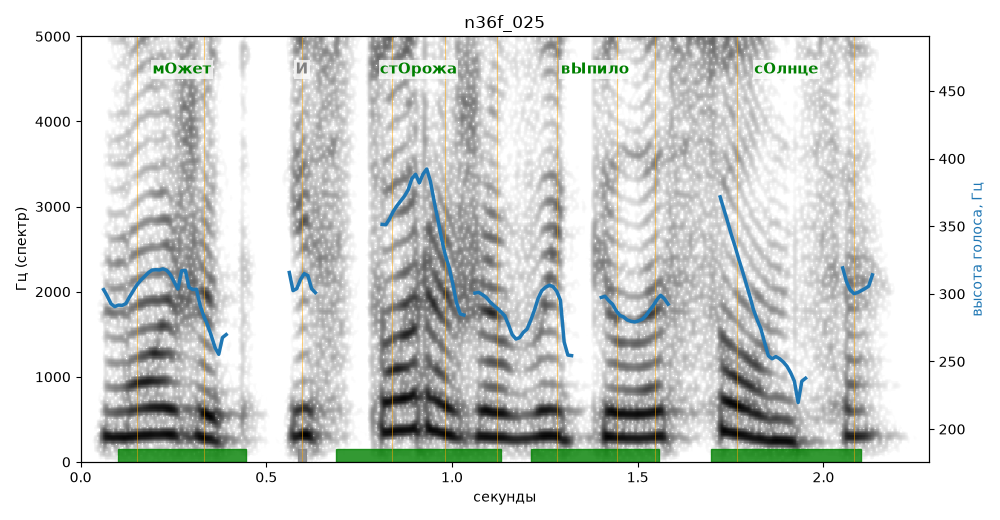 n36f_025
5000
4000
3000
2000
1000
0
Гц (спектр)
мОжет И стОрожа вЫпило сОлнце
450
400
350
300
250
200
высота голоса, Гц
0.0 0.5 1.0 1.5 2.0
секунды